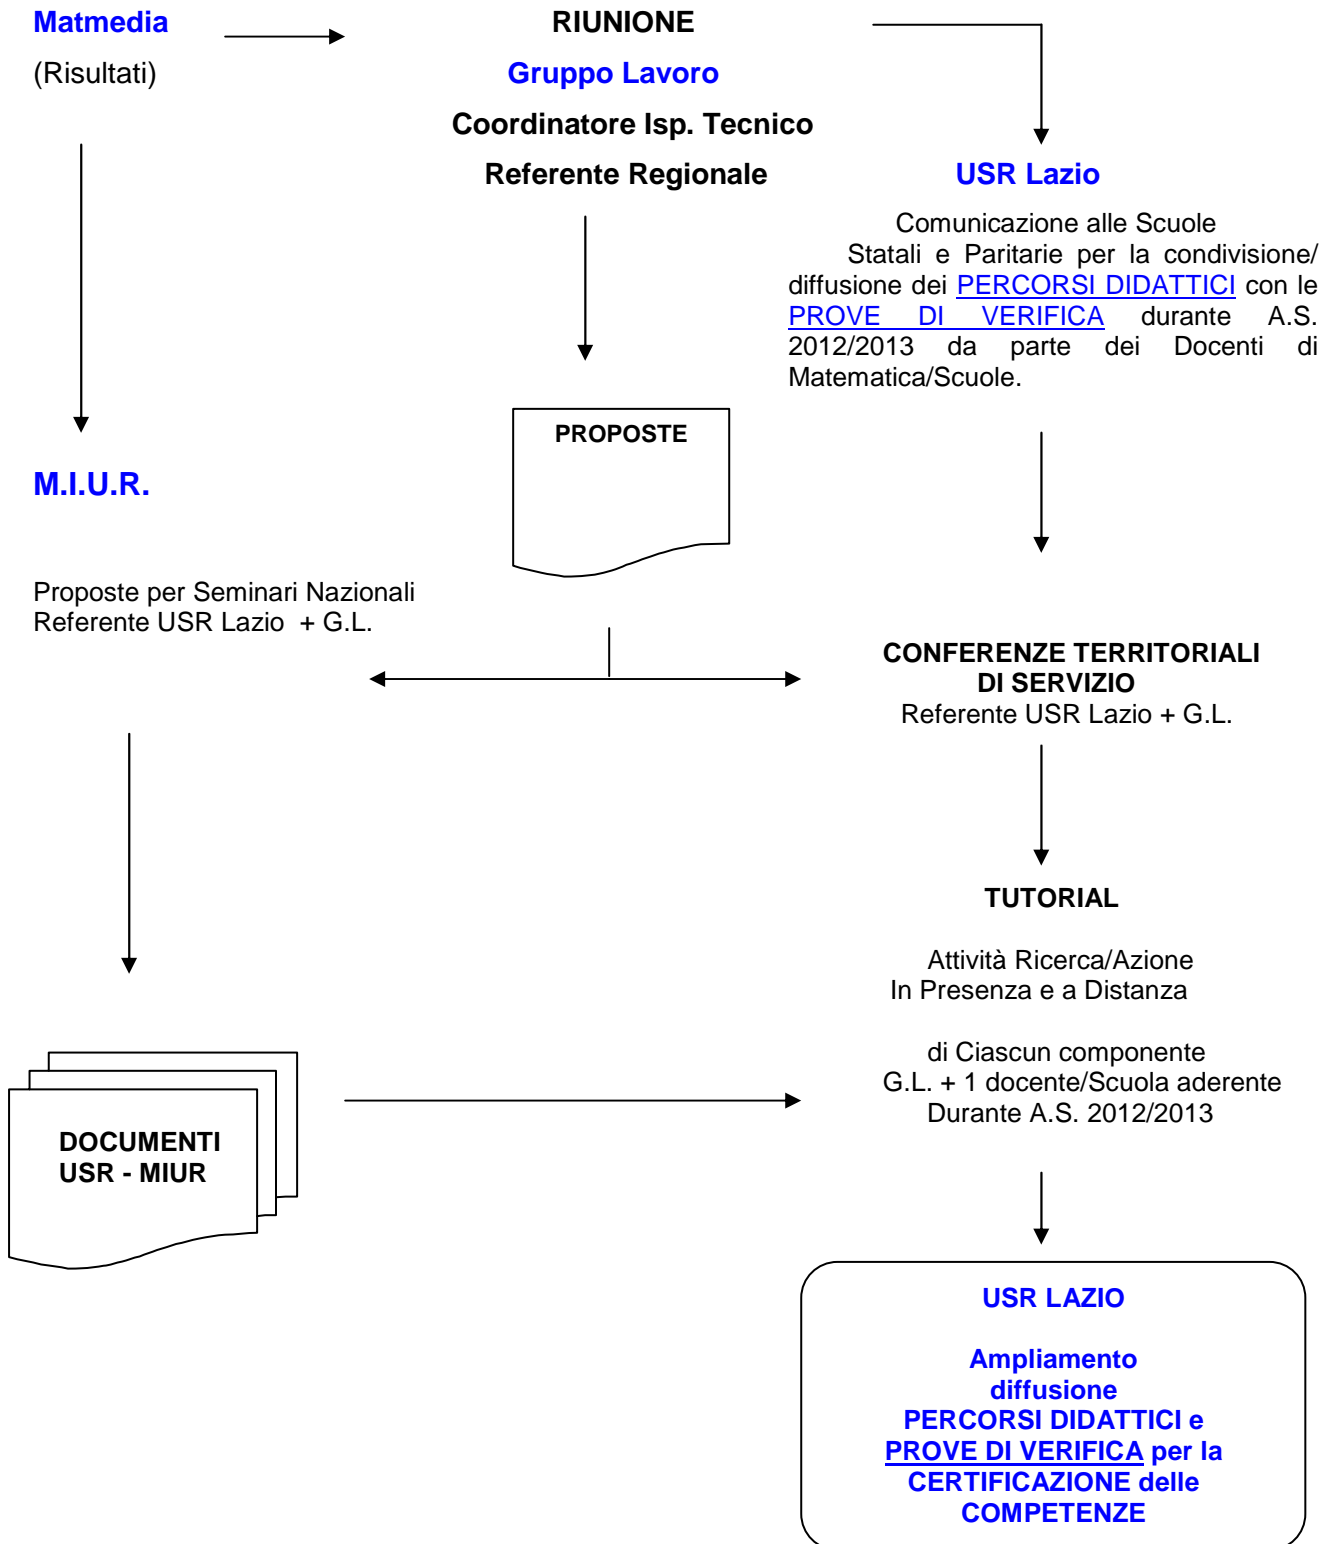 Matmedia
(Risultati)
RIUNIONE
Gruppo Lavoro
Coordinatore Isp. Tecnico
Referente Regionale
USR Lazio
Comunicazione alle Scuole
Statali e Paritarie per la condivisione/
diffusione dei PERCORSI DIDATTICI con le
PROVE DI VERIFICA durante A.S.
2012/2013 da parte dei Docenti di
Matematica/Scuole.
PROPOSTE
M.I.U.R.
Proposte per Seminari Nazionali
Referente USR Lazio + G.L.
CONFERENZE TERRITORIALI
DI SERVIZIO
Referente USR Lazio + G.L.
TUTORIAL
Attività Ricerca/Azione
In Presenza e a Distanza
di Ciascun componente
G.L. + 1 docente/Scuola aderente
Durante A.S. 2012/2013
DOCUMENTI
USR - MIUR
USR LAZIO
Ampliamento
diffusione
PERCORSI DIDATTICI e
PROVE DI VERIFICA per la
CERTIFICAZIONE delle
COMPETENZE